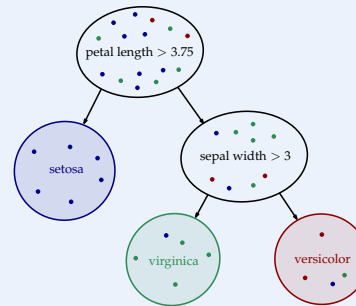 petal length > 3.75
setosa
sepal width > 3
virginica
versicolor